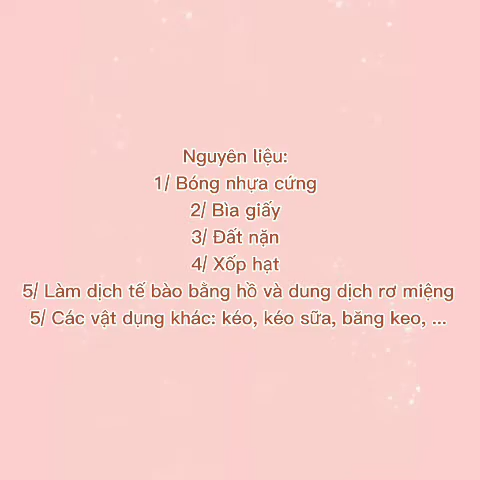 Nguyên liệu:
1/ Bóng nhựa cứng
2/ Bìa giấy
3/ Đất nặn
4/ Xốp hạt
5/ Làm dịch tế bào bằng hồ và dung dịch rơ miệng
5/ Các vật dụng khác: kéo, kéo sữa, băng keo, ...